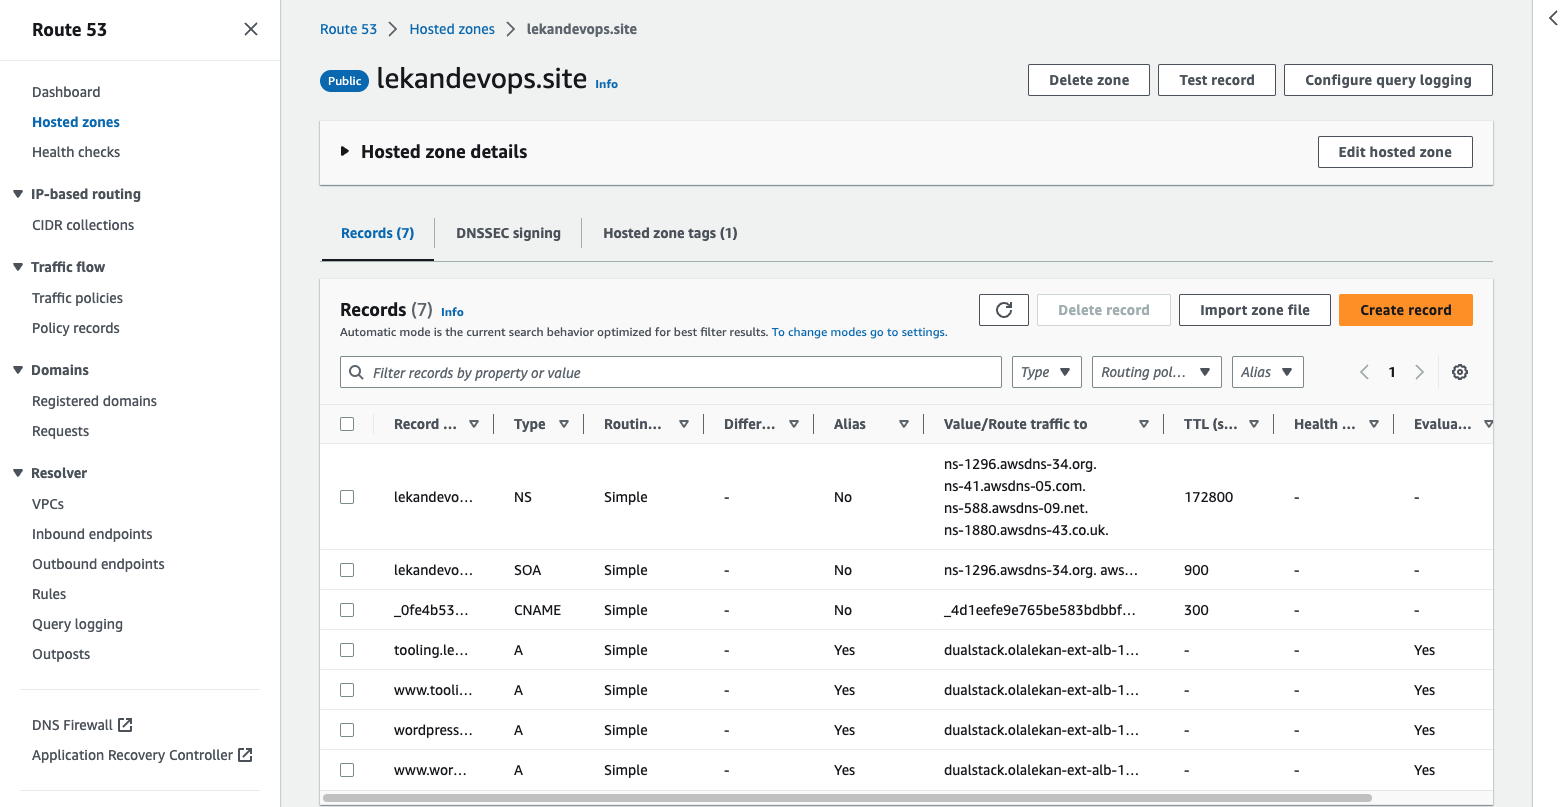 Route 53
Dashboard
Hosted zones
Health checks
IP-based routing
CIDR collections
Traffic flow
Traffic policies
Policy records
Domains
Registered domains
Requests
Resolver
VPCs
Inbound endpoints
Outbound endpoints
Rules
Query logging
Outposts
DNS Firewall
Application Recovery Controller
Route 53 > Hosted zones > lekandevops.site
Public lekandevops.site Info
Delete zone Test record Configure query logging
Hosted zone details Edit hosted zone
Records (7) DNSSEC signing Hosted zone tags (1)
Records (7) Info
Delete record Import zone file Create record
Automatic mode is the current search behavior optimized for best filter results. To change modes go to settings.
Filter records by property or value Type Routing pol... Alias 1
Record ... Type Routin... Differ... Alias Value/Route traffic to TTL (s... Health ... Evalua...
ns-1296.awsdns-34.org.
ns-41.awsdns-05.com.
lekandevo... NS Simple - No 172800 - -
ns-588.awsdns-09.net.
ns-1880.awsdns-43.co.uk.
lekandevo... SOA Simple - No ns-1296.awsdns-34.org. aws... 900 - -
_0fe4b53... CNAME Simple - No _4d1eefe9e765be583bdbbf... 300 - -
tooling.le... A Simple - Yes dualstack.olalekan-ext-alb-1... - - Yes
www.tooli... A Simple - Yes dualstack.olalekan-ext-alb-1... - - Yes
wordpress... A Simple - Yes dualstack.olalekan-ext-alb-1... - - Yes
www.wor... A Simple - Yes dualstack.olalekan-ext-alb-1... - - Yes